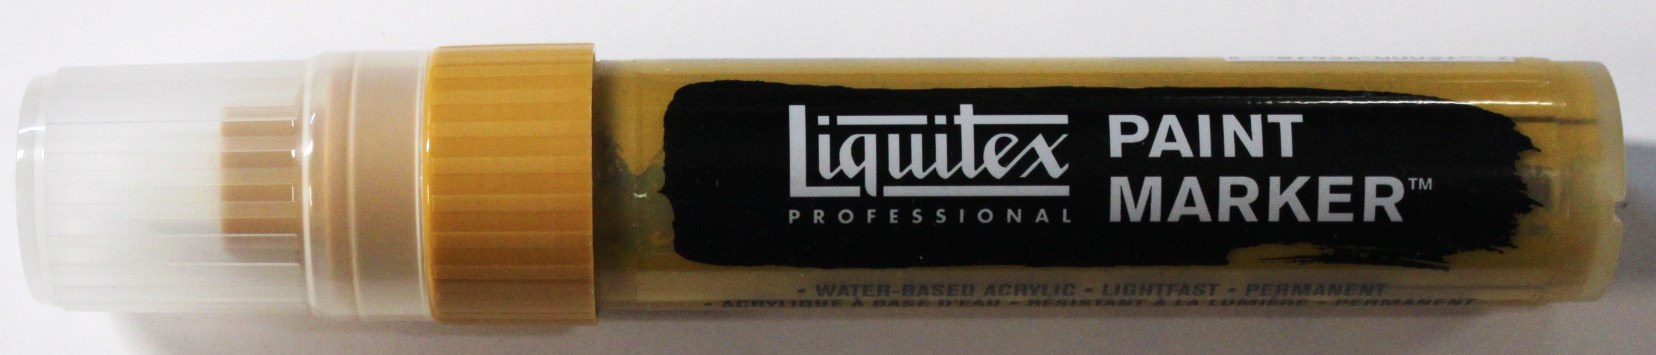 Liquitex
PROFESSIONAL
PAINT
MARKER™
• WATER-BASED ACRYLIC • LIGHTFAST • PERMANENT
• ACRYLIQUE À BASE D'EAU • RÉSISTANT À LA LUMIÈRE • PERMANENT